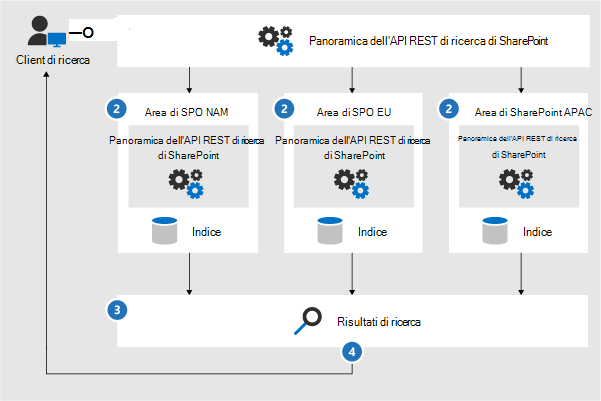 Panoramica dell'API REST di ricerca di SharePoint
Client di ricerca
2
Area di SPO NAM
Panoramica dell'API REST di ricerca
di SharePoint
Indice
2
Area di SPO EU
Panoramica dell'API REST di ricerca
di SharePoint
Indice
2
Area di SharePoint APAC
Panoramica dell'API REST di ricerca
di SharePoint
Indice
3
Risultati di ricerca
4